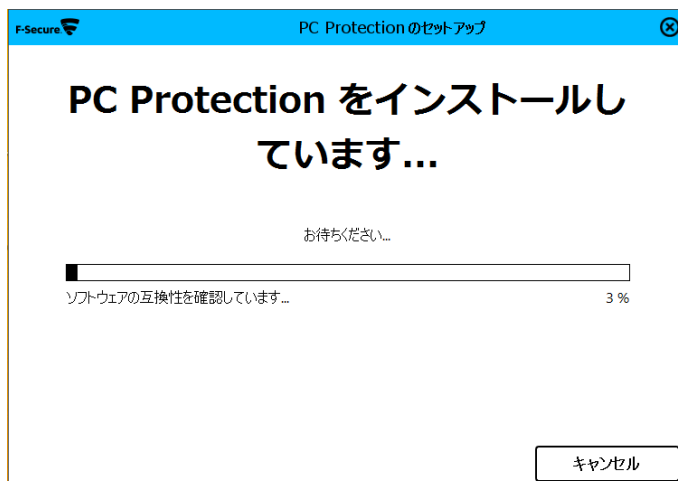 F-Secure
PC Protection のセットアップ
PC Protection をインストールし
ています...
お待ちください...
ソフトウェアの互換性を確認しています...
3 %
キャンセル